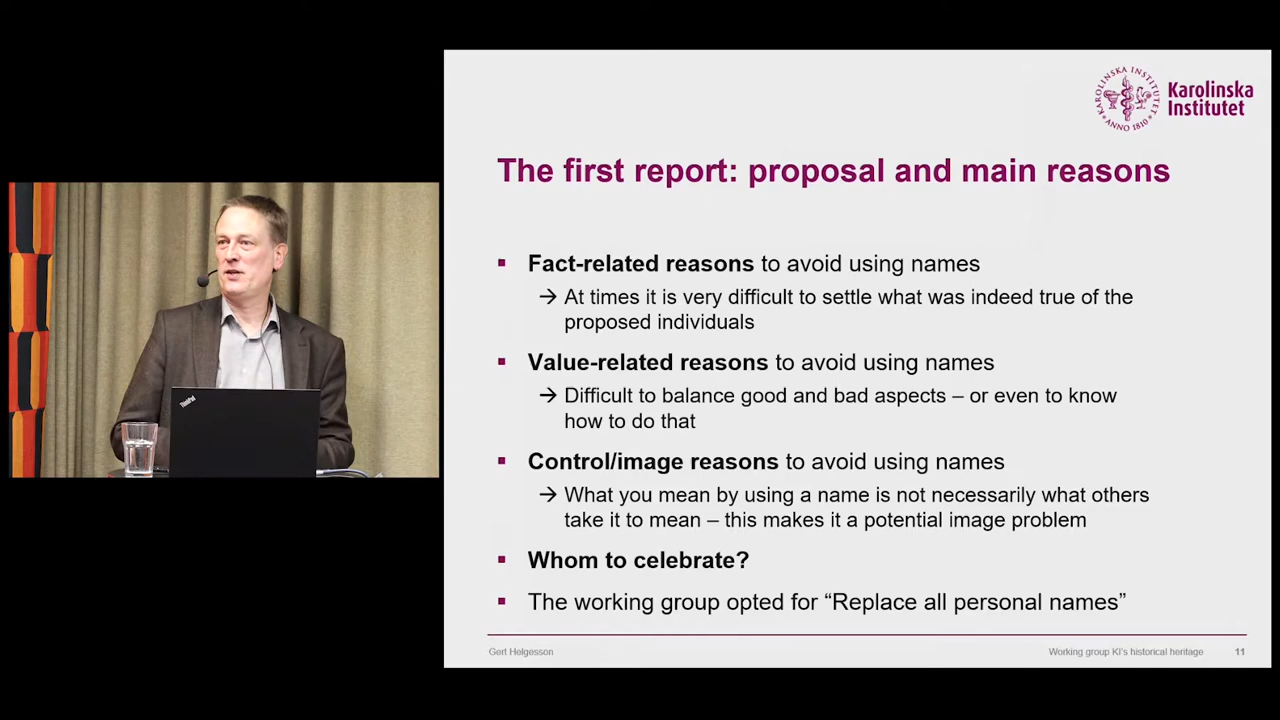 KAROLINSKA INSTITUTET
ANNO 1810
Karolinska
Institutet
The first report: proposal and main reasons
▪ Fact-related reasons to avoid using names
→ At times it is very difficult to settle what was indeed true of the
proposed individuals
▪ Value-related reasons to avoid using names
→ Difficult to balance good and bad aspects – or even to know
how to do that
▪ Control/image reasons to avoid using names
→ What you mean by using a name is not necessarily what others
take it to mean – this makes it a potential image problem
▪ Whom to celebrate?
▪ The working group opted for “Replace all personal names”
Gert Helgesson
Working group KI's historical heritage
11
ThinkPad